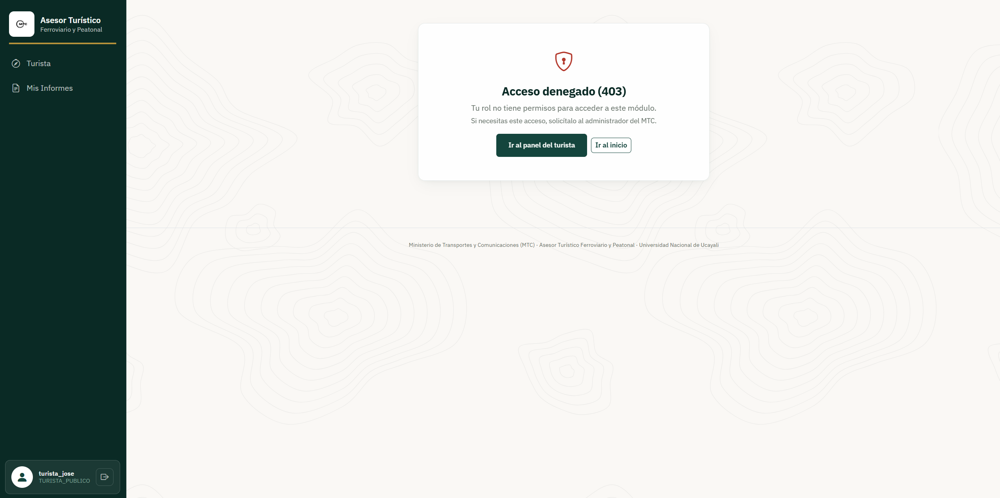 MTC
Asesor Turístico
Ferroviario y Peatonal
Turista
Mis Informes
Acceso denegado (403)
Tu rol no tiene permisos para acceder a este módulo.
Si necesitas este acceso, solicítalo al administrador del MTC.
Ir al panel del turista
Ir al inicio
Ministerio de Transportes y Comunicaciones (MTC) · Asesor Turístico Ferroviario y Peatonal · Universidad Nacional de Ucayali
turista_jose
TURISTA_PUBLICO